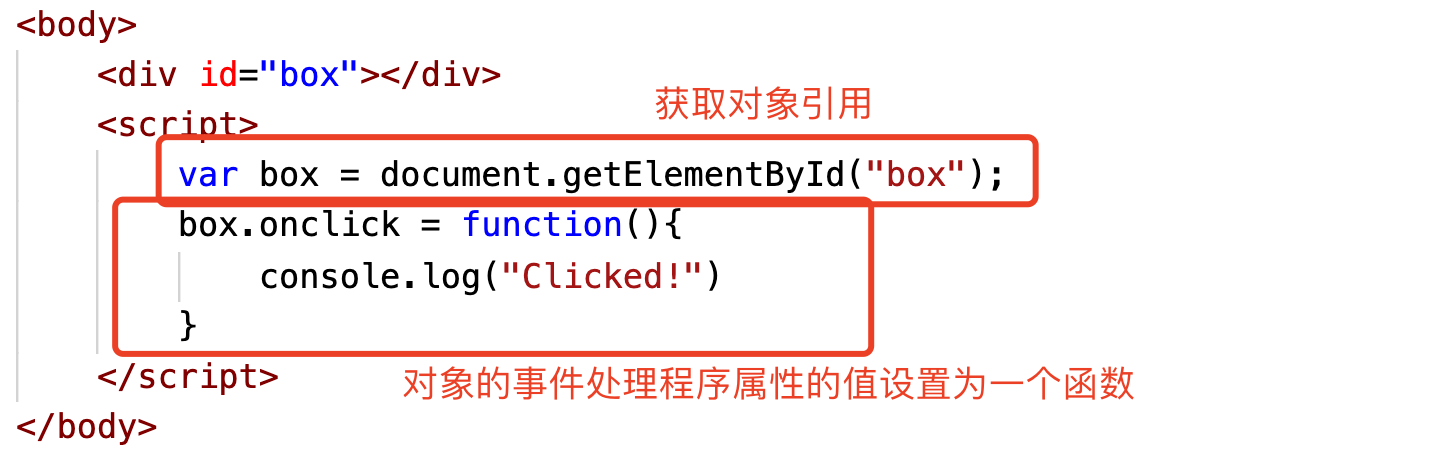 <body>
<div id="box"></div>
获取对象引用
<script>
var box = document.getElementById("box");
box.onclick = function(){
console.log("Clicked!")
}
</script>
对象的事件处理程序属性的值设置为一个函数
</body>